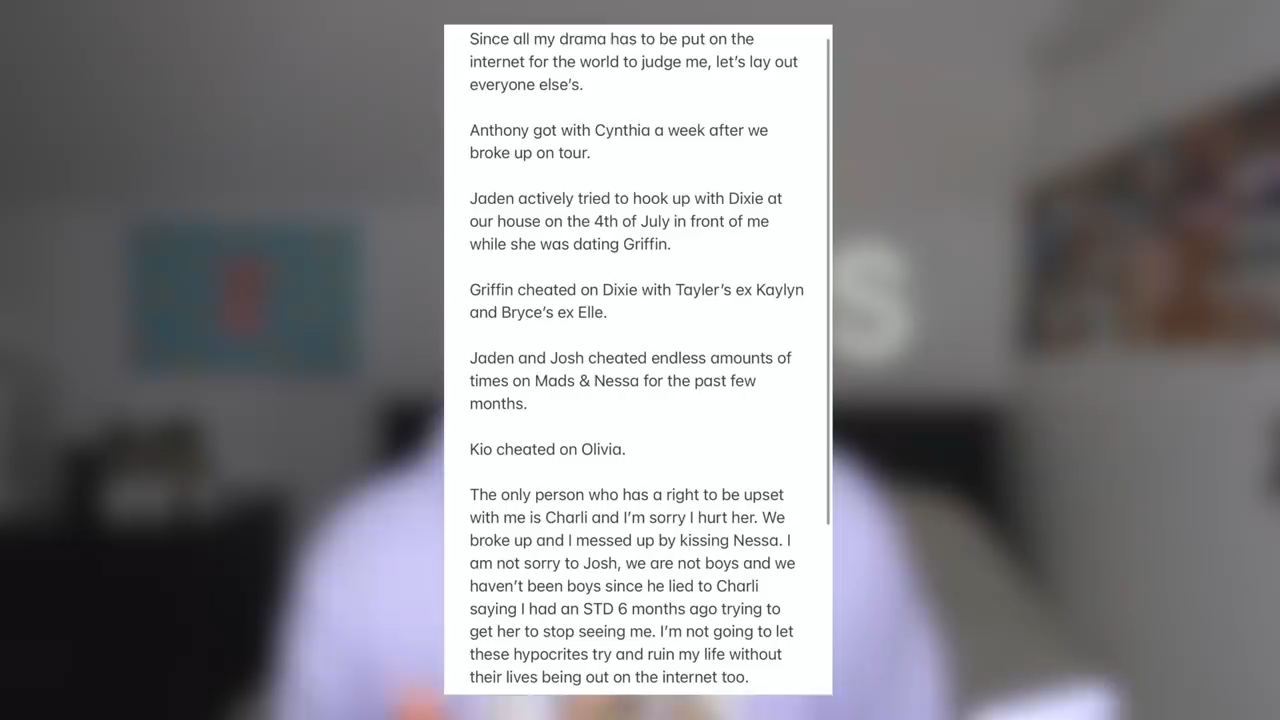 Since all my drama has to be put on the
internet for the world to judge me, let's lay out
everyone else's.
Anthony got with Cynthia a week after we
broke up on tour.
Jaden actively tried to hook up with Dixie at
our house on the 4th of July in front of me
while she was dating Griffin.
Griffin cheated on Dixie with Tayler's ex Kaylyn
and Bryce's ex Elle.
Jaden and Josh cheated endless amounts of
times on Mads & Nessa for the past few
months.
Kio cheated on Olivia.
The only person who has a right to be upset
with me is Charli and I'm sorry I hurt her. We
broke up and I messed up by kissing Nessa. I
am not sorry to Josh, we are not boys and we
haven't been boys since he lied to Charli
saying I had an STD 6 months ago trying to
get her to stop seeing me. I'm not going to let
these hypocrites try and ruin my life without
their lives being out on the internet too.
S